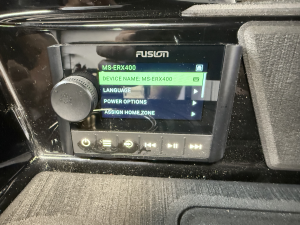 FUSION
MS-ERX400
DEVICE NAME: MS-ERX400
LANGUAGE
POWER OPTIONS
ASSIGN HOME ZONE